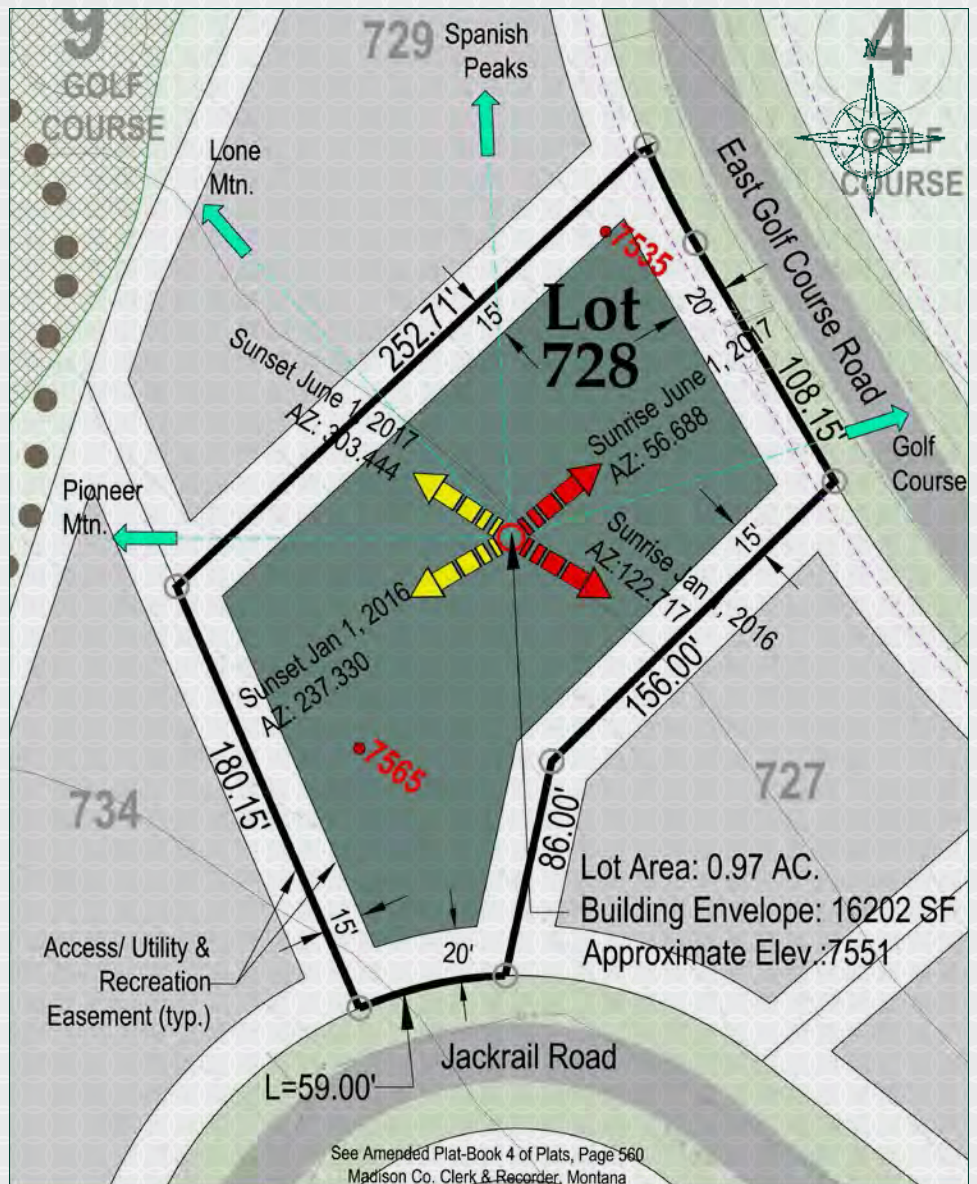 9
GOLF
COURSE
729
Spanish
Peaks
N
4
GOLF
COURSE
Lone
Mtn.
East Golf Course Road
7535
252.71'
15'
Lot
728
20'
108.15'
Sunset June 1, 2017
AZ: 303.444
Sunrise June 1, 2017
AZ: 56.688
Golf
Course
Pioneer
Mtn.
Sunrise Jan 1, 2016
AZ:122.717
15'
Sunset Jan 1, 2016
AZ: 237.330
156.00'
7565
180.15'
734
727
86.00'
Lot Area: 0.97 AC.
Building Envelope: 16202 SF
Approximate Elev.:7551
15'
20'
Access/ Utility &
Recreation
Easement (typ.)
Jackrail Road
L=59.00'
See Amended Plat-Book 4 of Plats, Page 560
Madison Co. Clerk & Recorder, Montana